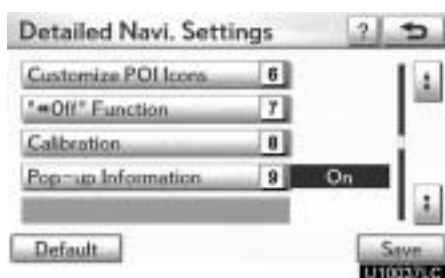 Detailed Navi. Settings ?
Customize POI Icons 6
"*Off" Function 7
Calibration 8
Pop-up Information 9 On
Default Save